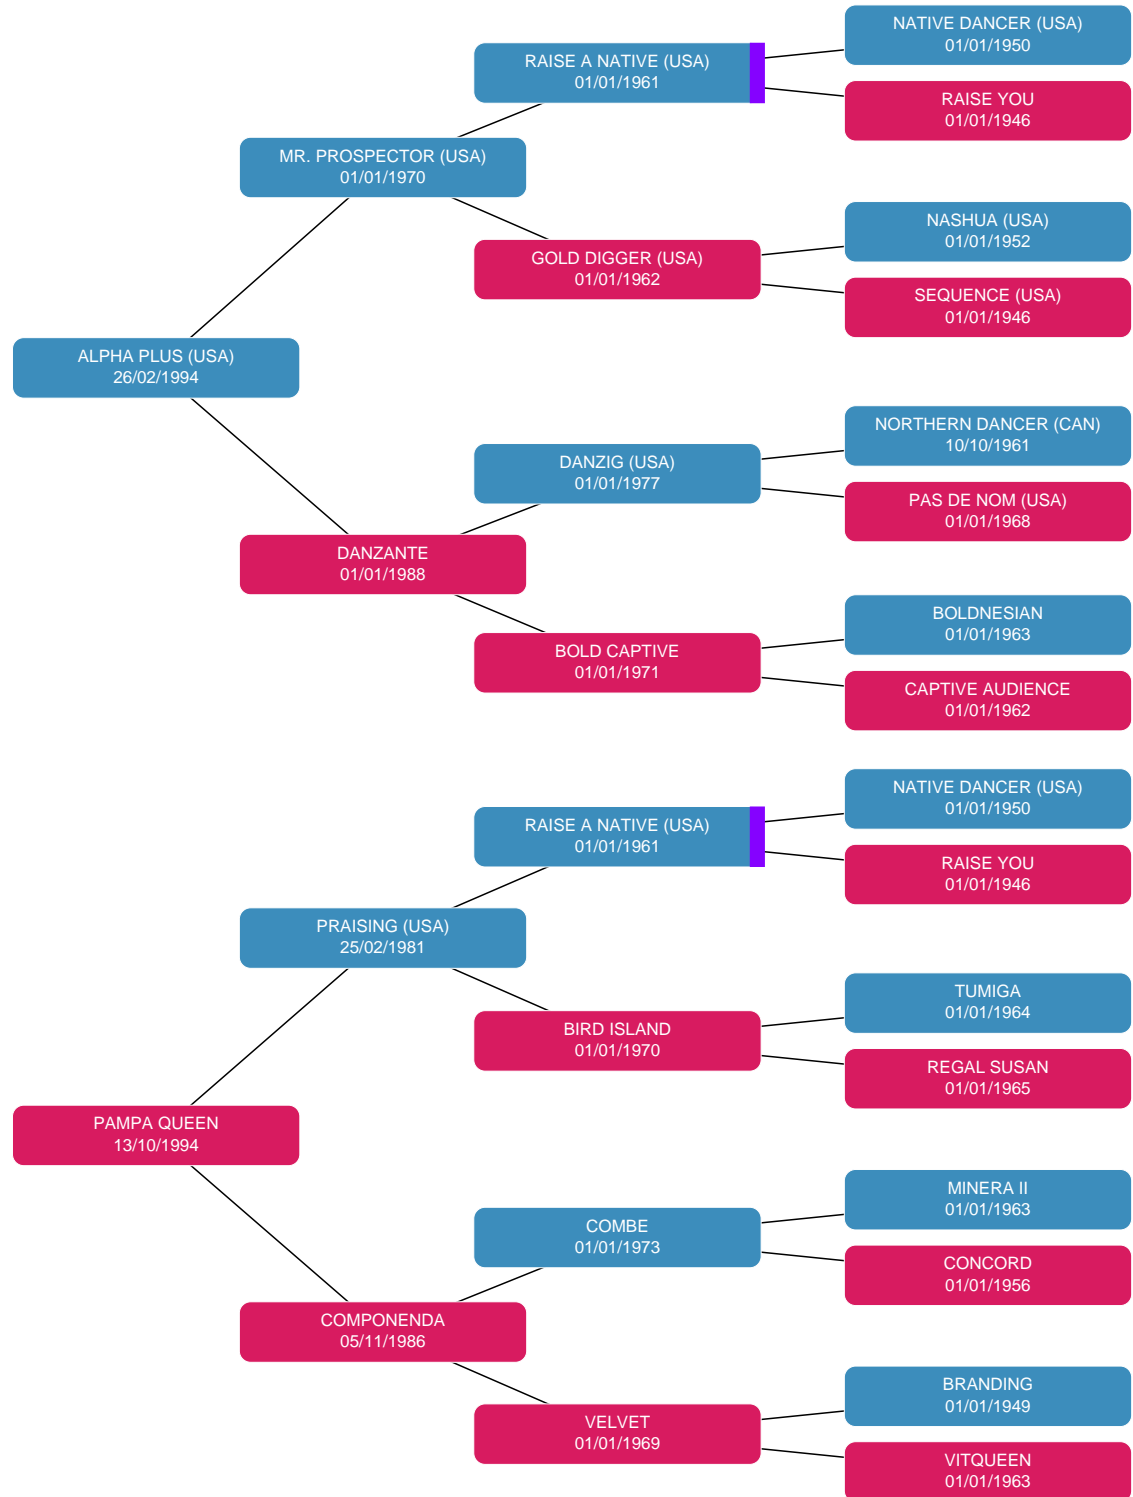 NATIVE DANCER (USA)
01/01/1950
RAISE A NATIVE (USA)
01/01/1961
RAISE YOU
01/01/1946
MR. PROSPECTOR (USA)
01/01/1970
NASHUA (USA)
01/01/1952
GOLD DIGGER (USA)
01/01/1962
SEQUENCE (USA)
01/01/1946
ALPHA PLUS (USA)
26/02/1994
NORTHERN DANCER (CAN)
10/10/1961
DANZIG (USA)
01/01/1977
PAS DE NOM (USA)
01/01/1968
DANZANTE
01/01/1988
BOLDNESIAN
01/01/1963
BOLD CAPTIVE
01/01/1971
CAPTIVE AUDIENCE
01/01/1962
NATIVE DANCER (USA)
01/01/1950
RAISE A NATIVE (USA)
01/01/1961
RAISE YOU
01/01/1946
PRAISING (USA)
25/02/1981
TUMIGA
01/01/1964
BIRD ISLAND
01/01/1970
REGAL SUSAN
01/01/1965
PAMPA QUEEN
13/10/1994
MINERA II
01/01/1963
COMBE
01/01/1973
CONCORD
01/01/1956
COMPONENDA
05/11/1986
BRANDING
01/01/1949
VELVET
01/01/1969
VITQUEEN
01/01/1963